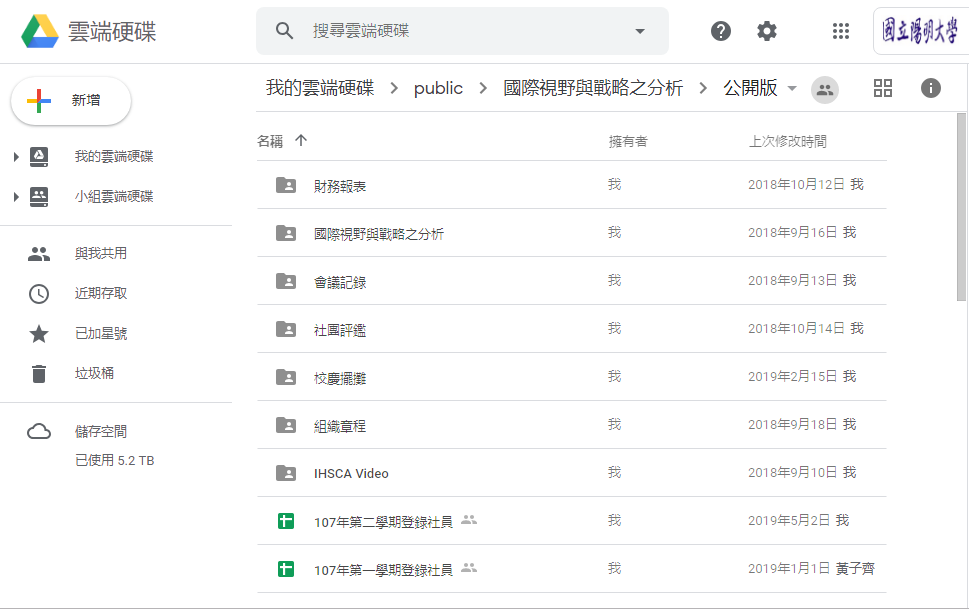 雲端硬碟
搜尋雲端硬碟
國立陽明大學
新增
我的雲端硬碟
小組雲端硬碟
與我共用
近期存取
已加星號
垃圾桶
儲存空間
已使用 5.2 TB
我的雲端硬碟 > public > 國際視野與戰略之分析 > 公開版
名稱 ↑ 擁有者 上次修改時間
財務報表 我 2018年10月12日 我
國際視野與戰略之分析 我 2018年9月16日 我
會議記錄 我 2018年9月13日 我
社團評鑑 我 2018年10月14日 我
校慶擺攤 我 2019年2月15日 我
組織章程 我 2018年9月18日 我
IHSCA Video 我 2018年9月10日 我
107年第二學期登錄社員 我 2019年5月2日 我
107年第一學期登錄社員 我 2019年1月1日 黃子齊